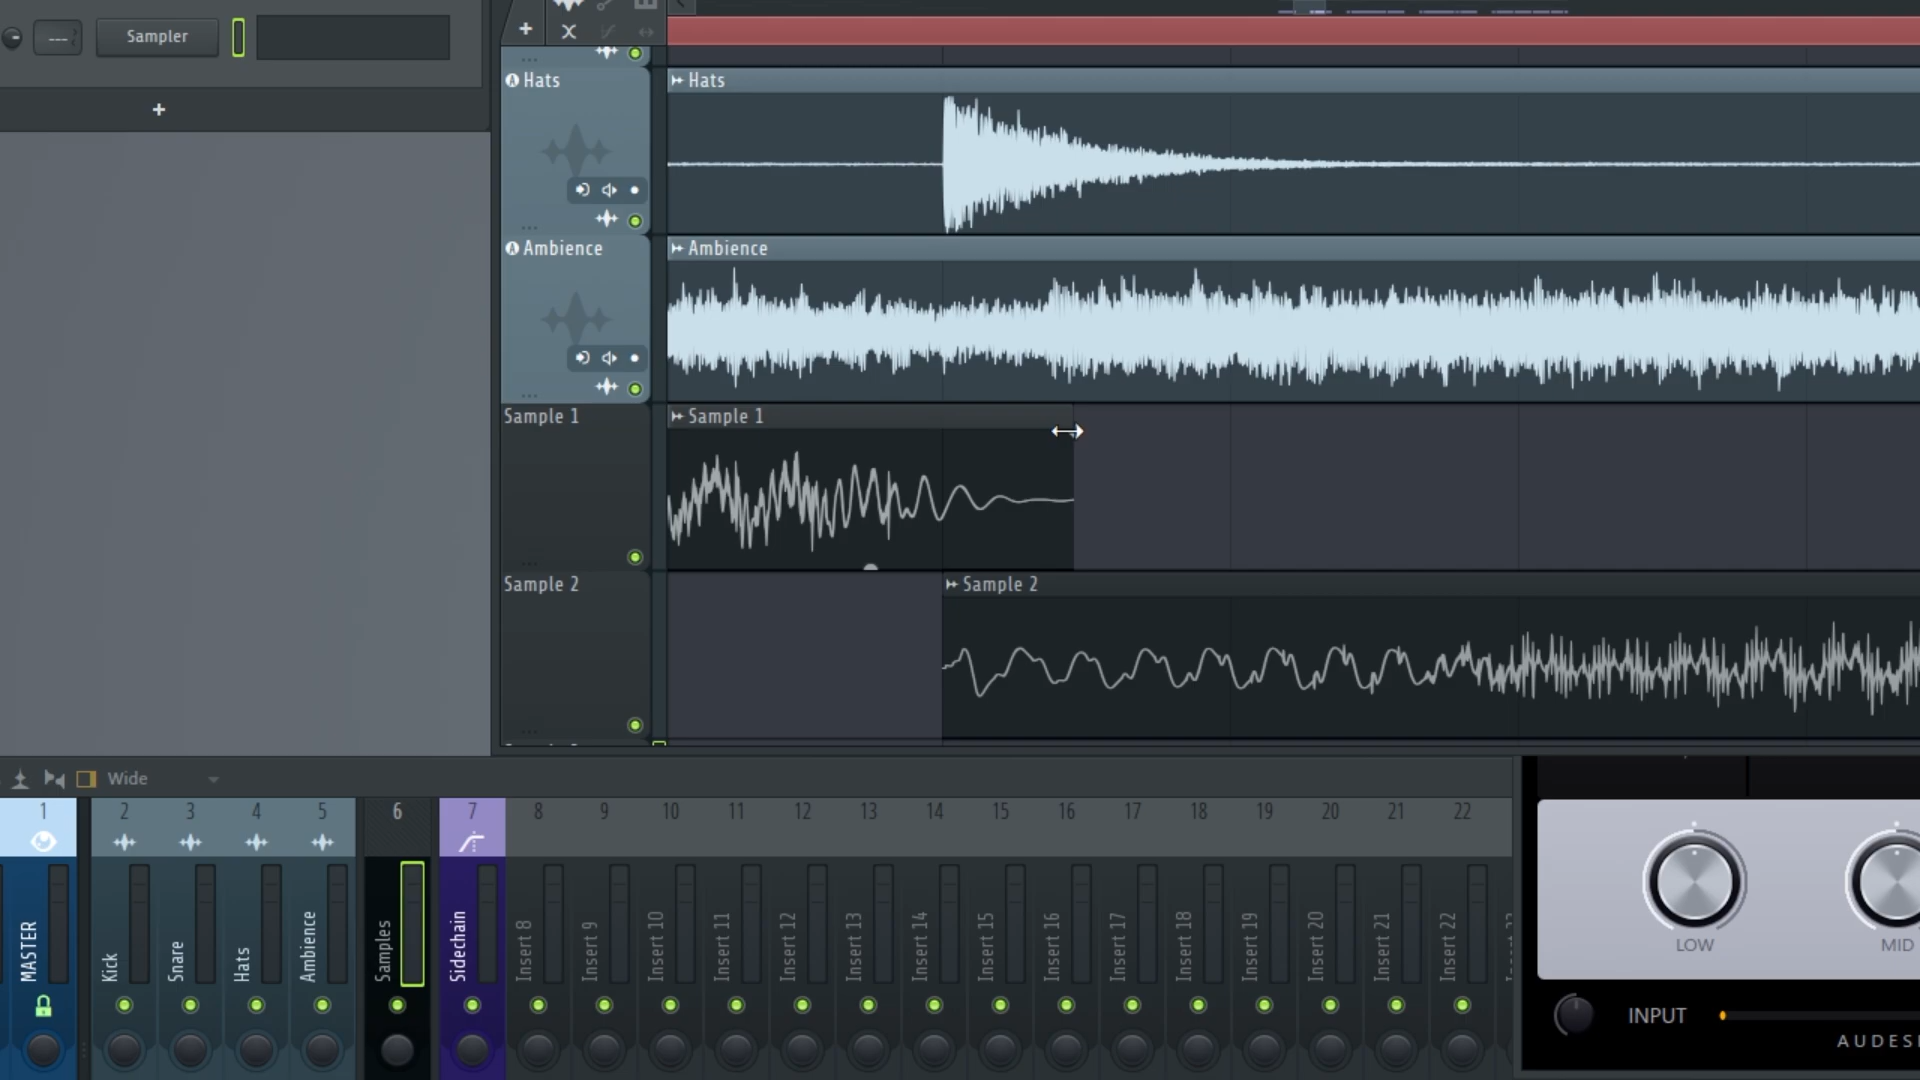 ---
Sampler
+
+
Hats
Hats
Ambience
Ambience
Sample 1
Sample 1
Sample 2
Sample 2
Wide
1 2 3 4 5 6 7 8 9 10 11 12 13 14 15 16 17 18 19 20 21 22
MASTER
Kick
Snare
Hats
Ambience
Samples
Sidechain
Insert 8
Insert 9
Insert 10
Insert 11
Insert 12
Insert 13
Insert 14
Insert 15
Insert 16
Insert 17
Insert 18
Insert 19
Insert 20
Insert 21
Insert 22
LOW
MID
INPUT